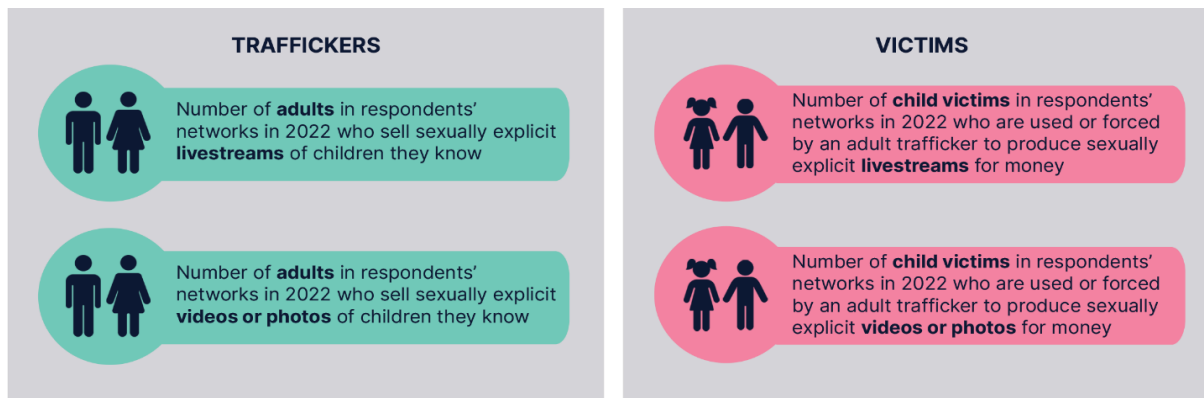 TRAFFICKERS
Number of adults in respondents'
networks in 2022 who sell sexually explicit
livestreams of children they know
Number of adults in respondents'
networks in 2022 who sell sexually explicit
videos or photos of children they know
VICTIMS
Number of child victims in respondents'
networks in 2022 who are used or forced
by an adult trafficker to produce sexually
explicit livestreams for money
Number of child victims in respondents'
networks in 2022 who are used or forced
by an adult trafficker to produce sexually
explicit videos or photos for money